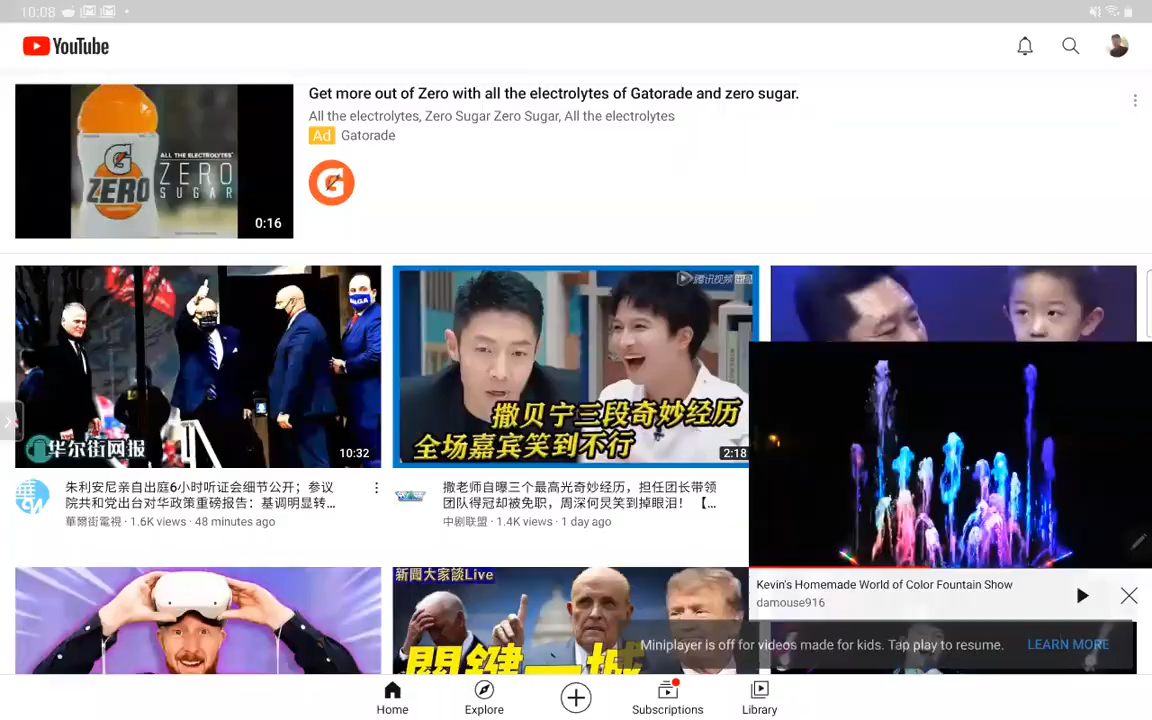 10:08
YouTube
Get more out of Zero with all the electrolytes of Gatorade and zero sugar.
All the electrolytes, Zero Sugar Zero Sugar, All the electrolytes
Ad Gatorade
ALL THE ELECTROLYTES
ZERO
SUGAR
ZERO
0:16
华尔街网报
10:32
朱利安尼亲自出庭6小时听证会细节公开；参议
院共和党出台对华政策重磅报告：基调明显转...
華爾街電視 · 1.6K views · 48 minutes ago
腾讯视频
撒贝宁三段奇妙经历
全场嘉宾笑到不行
2:18
撒老师自曝三个最高光奇妙经历，担任团长带领
团队得冠却被免职，周深何炅笑到掉眼泪！【...
中剧联盟 · 1.4K views · 1 day ago
Kevin's Homemade World of Color Fountain Show
damouse916
新聞大家談Live
關鍵一城
Miniplayer is off for videos made for kids. Tap play to resume. LEARN MORE
Home
Explore
Subscriptions
Library